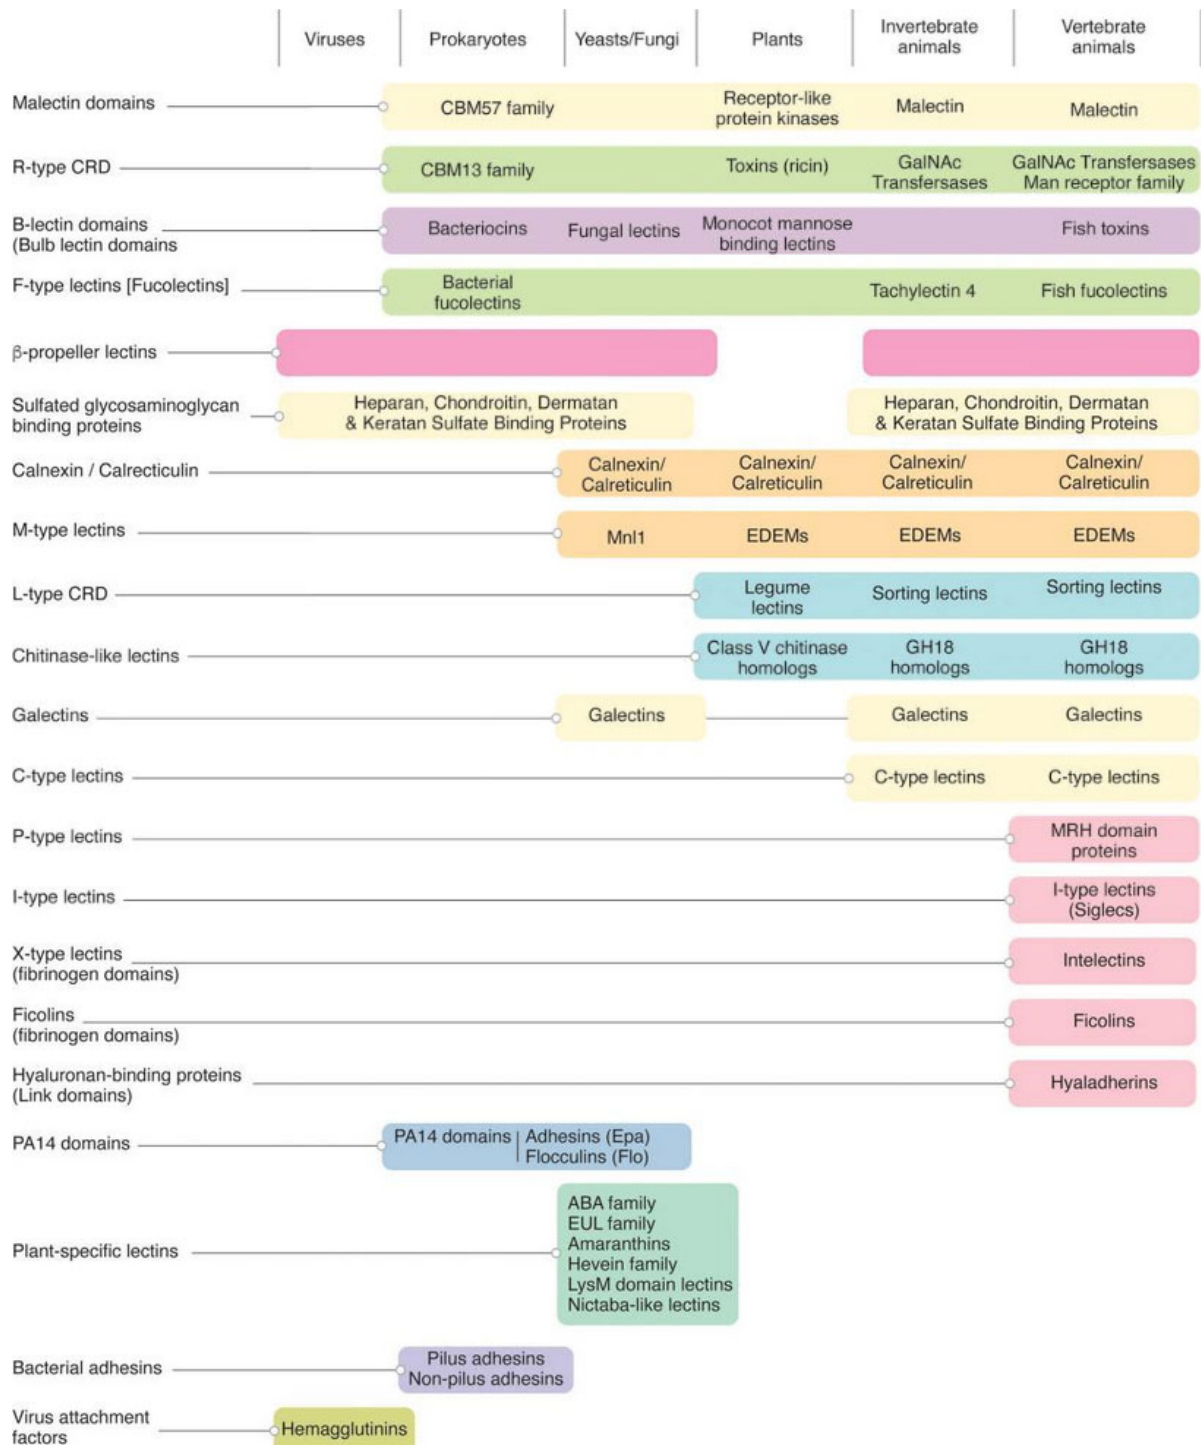 Viruses Prokaryotes Yeasts/Fungi Plants Invertebrate animals Vertebrate animals
Malectin domains CBM57 family Receptor-like protein kinases Malectin Malectin
R-type CRD CBM13 family Toxins (ricin) GalNAc Transfersases GalNAc Transfersases Man receptor family
B-lectin domains (Bulb lectin domains Bacteriocins Fungal lectins Monocot mannose binding lectins Fish toxins
F-type lectins [Fucolectins] Bacterial fucolectins Tachylectin 4 Fish fucolectins
β-propeller lectins
Sulfated glycosaminoglycan binding proteins Heparan, Chondroitin, Dermatan & Keratan Sulfate Binding Proteins Heparan, Chondroitin, Dermatan & Keratan Sulfate Binding Proteins
Calnexin / Calrecticulin Calnexin/ Calreticulin Calnexin/ Calreticulin Calnexin/ Calreticulin Calnexin/ Calreticulin
M-type lectins Mnl1 EDEMs EDEMs EDEMs
L-type CRD Legume lectins Sorting lectins Sorting lectins
Chitinase-like lectins Class V chitinase homologs GH18 homologs GH18 homologs
Galectins Galectins Galectins Galectins
C-type lectins C-type lectins C-type lectins
P-type lectins MRH domain proteins
I-type lectins I-type lectins (Siglecs)
X-type lectins (fibrinogen domains) Intelectins
Ficolins (fibrinogen domains) Ficolins
Hyaluronan-binding proteins (Link domains) Hyaladherins
PA14 domains PA14 domains Adhesins (Epa) Flocculins (Flo)
Plant-specific lectins
ABA family
EUL family
Amaranthins
Hevein family
LysM domain lectins
Nictaba-like lectins
Bacterial adhesins Pilus adhesins Non-pilus adhesins
Virus attachment factors Hemagglutinins